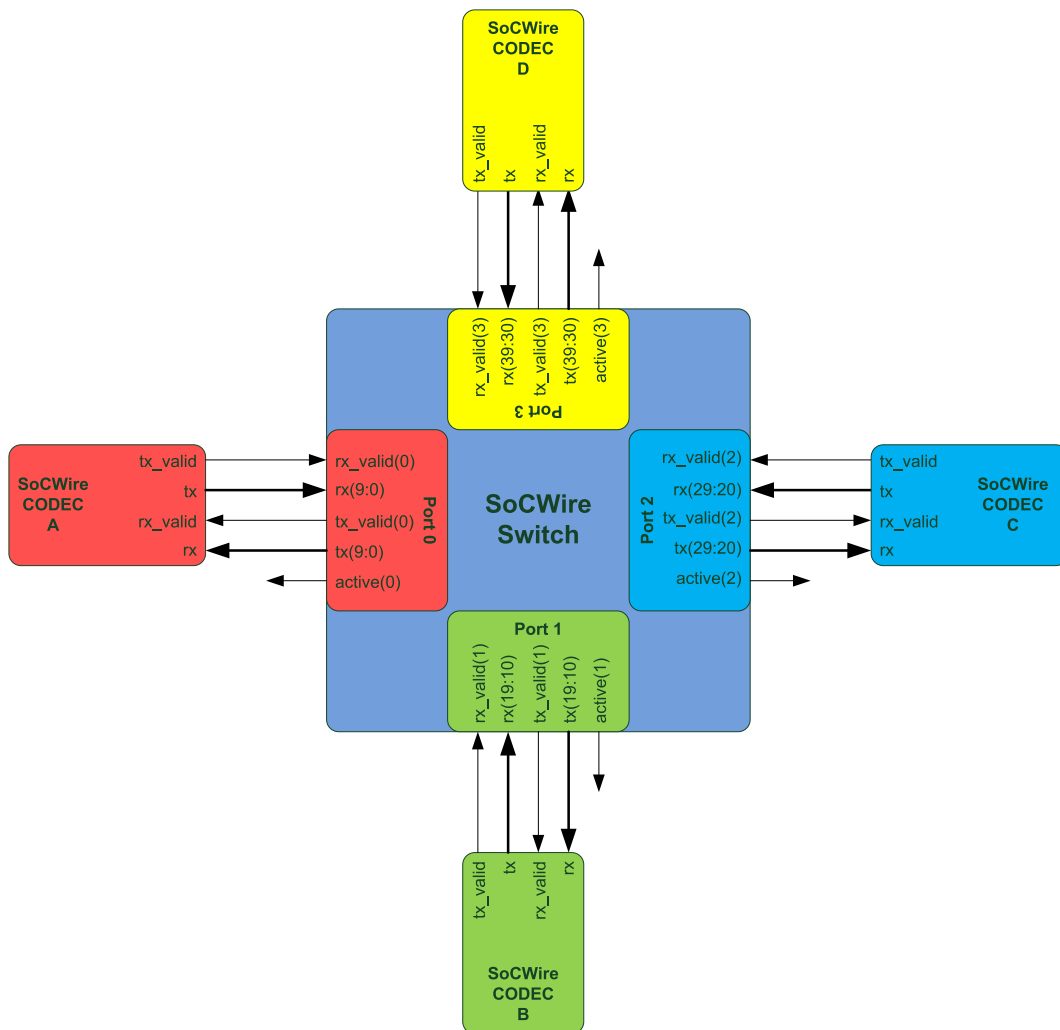 SoCWire
CODEC
D
tx_valid
tx
rx_valid
rx
rx_valid(3)
rx(39:30)
tx_valid(3)
tx(39:30)
active(3)
Port 3
SoCWire
CODEC
A
tx_valid
tx
rx_valid
rx
rx_valid(0)
rx(9:0)
tx_valid(0)
tx(9:0)
active(0)
Port 0
SoCWire
Switch
Port 2
rx_valid(2)
rx(29:20)
tx_valid(2)
tx(29:20)
active(2)
tx_valid
tx
rx_valid
rx
SoCWire
CODEC
C
Port 1
rx_valid(1)
rx(19:10)
tx_valid(1)
tx(19:10)
active(1)
tx_valid
tx
rx_valid
rx
SoCWire
CODEC
B